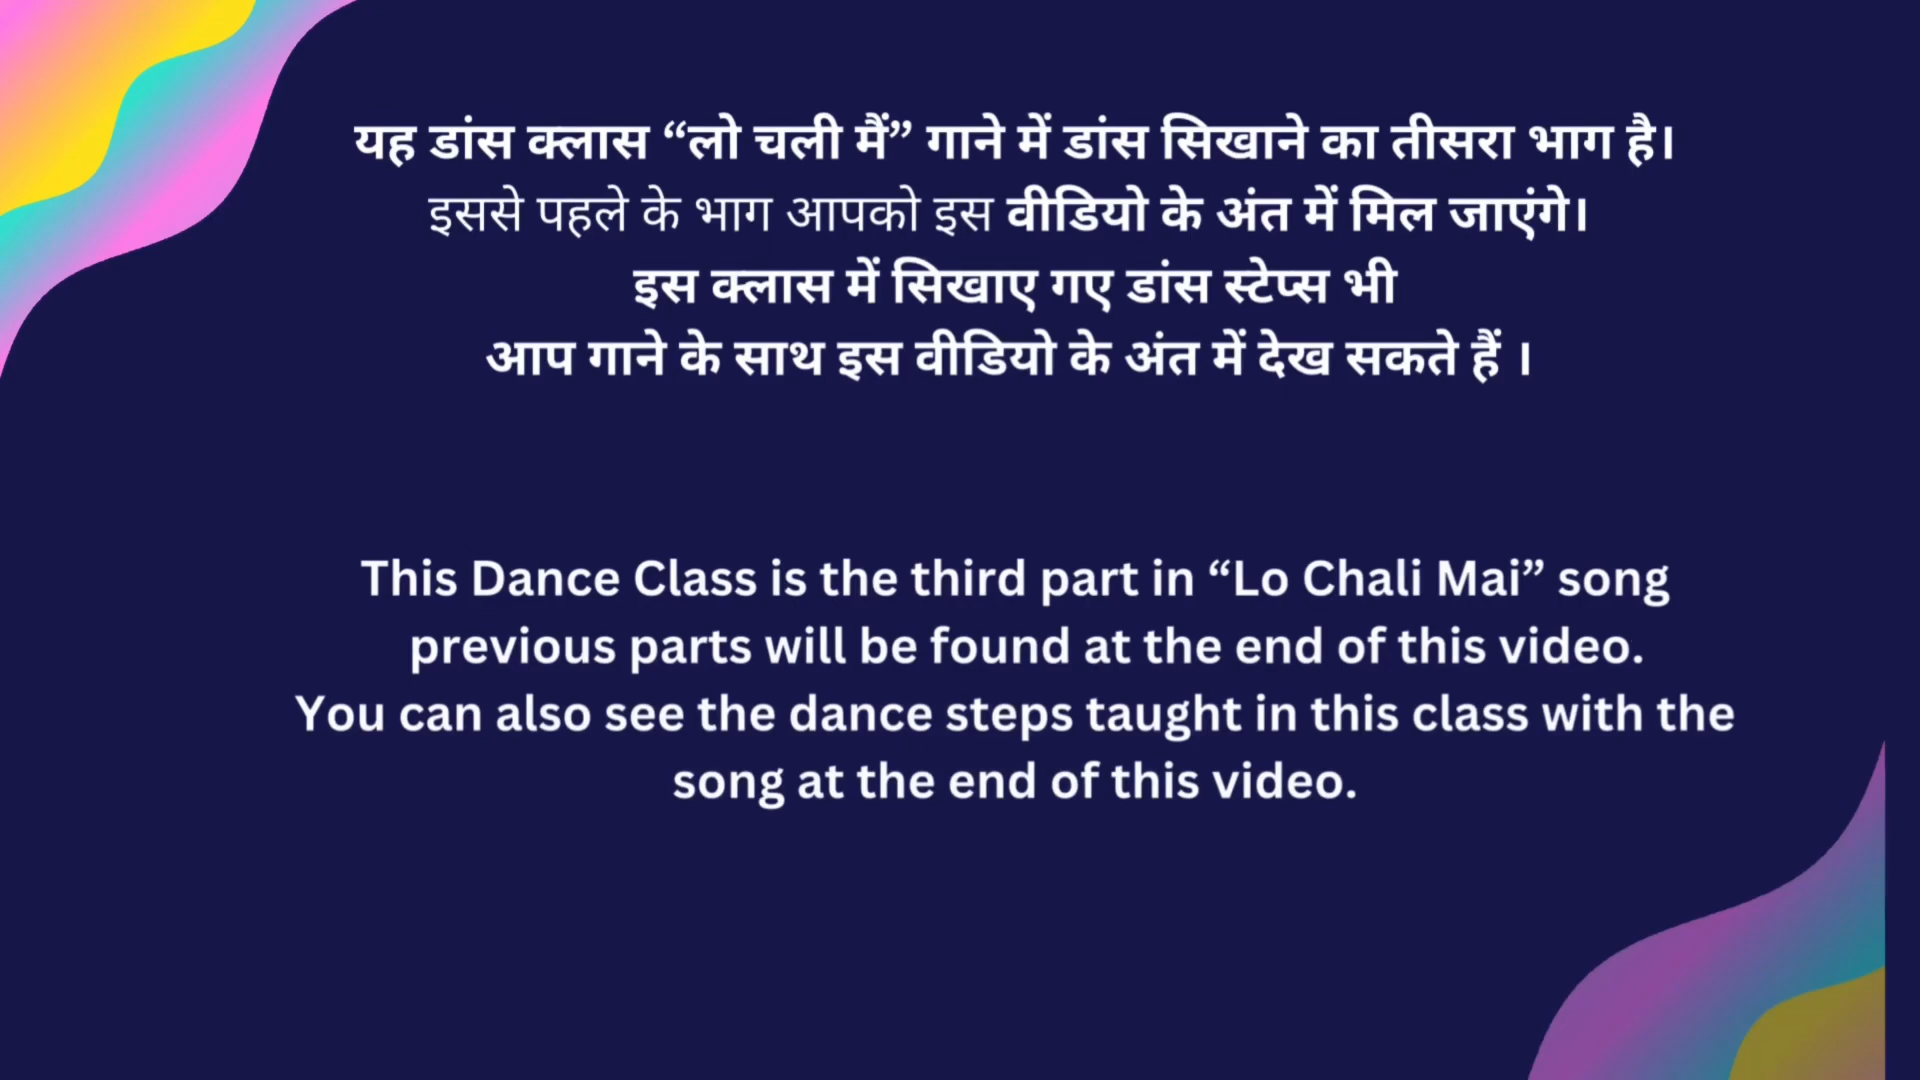 यह डांस क्लास “लो चली मैं” गाने में डांस सिखाने का तीसरा भाग है।
इससे पहले के भाग आपको इस वीडियो के अंत में मिल जाएंगे।
इस क्लास में सिखाए गए डांस स्टेप्स भी
आप गाने के साथ इस वीडियो के अंत में देख सकते हैं ।
This Dance Class is the third part in “Lo Chali Mai” song
previous parts will be found at the end of this video.
You can also see the dance steps taught in this class with the
song at the end of this video.